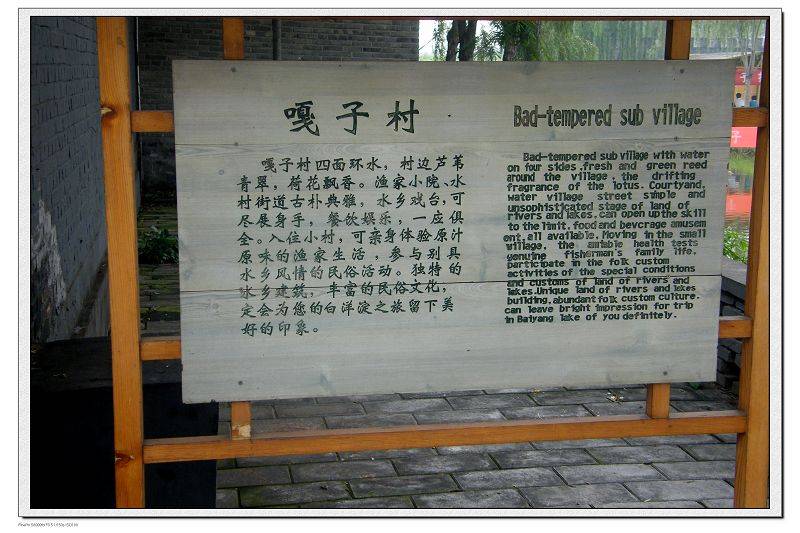 嘎子村
嘎子村四面环水，村边芦苇
青翠，荷花飘香。渔家小院、水
村街道古朴典雅，水乡戏台，可
尽展身手，餐饮娱乐，一应俱
全。入住小村，可亲身体验原汁
原味的渔家生活，参与别具
水乡风情的民俗活动。独特的
水乡建筑，丰富的民俗文化，
定会为您的白洋淀之旅留下美
好的印象。
Bad-tempered sub village
Bad-tempered sub village with water
on four sides .fresh and green reed
around the village , the drifting
fragrance of the lotus. Courtyand,
water village street simple and
unsophisticated stage of land of
rivers and lakes. can open up the skill
to the limit, food and bevcrage amusem
ent, all available. Moving in the small
village, the amiable health tests
genuine fisherman's family life,
participate in the folk custom
activities of the special conditions
and customs of land of rivers and
lakes.Unique land of rivers and lakes
building, abundant folk custom culture.
can leave bright impression for trip
in Baiyang lake of you definitely.